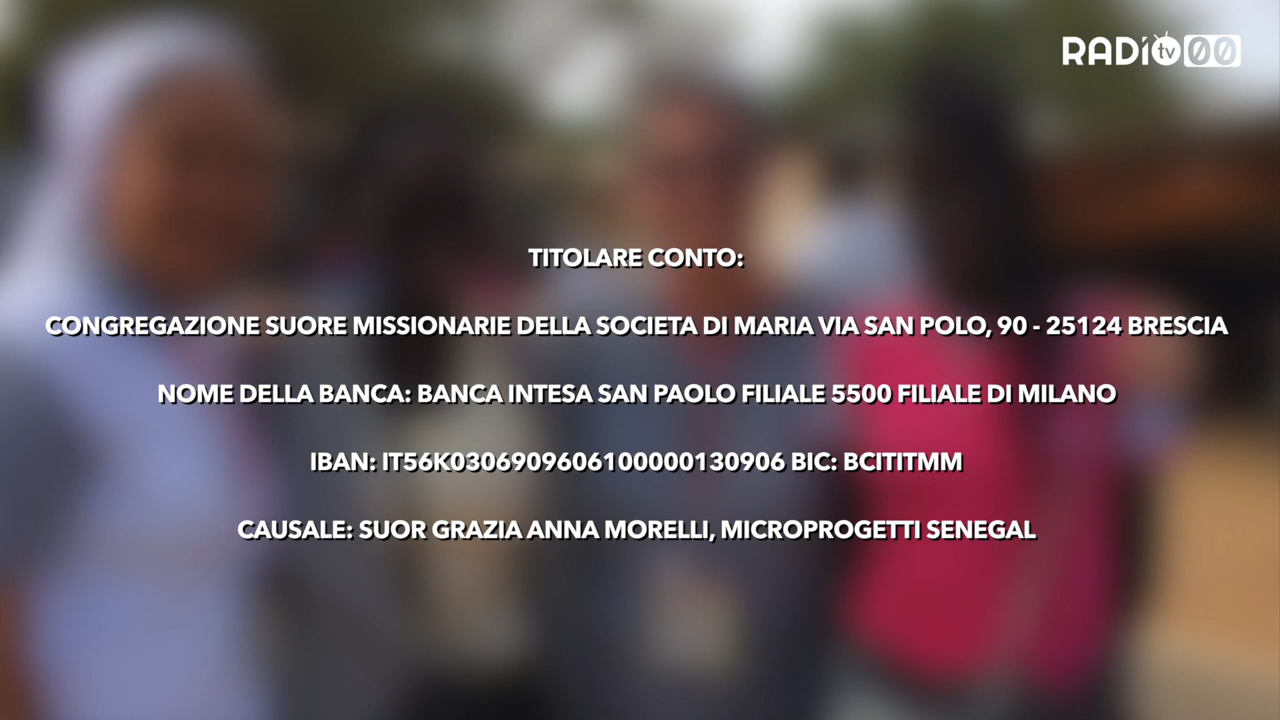 RADIO tv 00
TITOLARE CONTO:
CONGREGAZIONE SUORE MISSIONARIE DELLA SOCIETA DI MARIA VIA SAN POLO, 90 - 25124 BRESCIA
NOME DELLA BANCA: BANCA INTESA SAN PAOLO FILIALE 5500 FILIALE DI MILANO
IBAN: IT56K0306909606100000130906 BIC: BCITITMM
CAUSALE: SUOR GRAZIA ANNA MORELLI, MICROPROGETTI SENEGAL